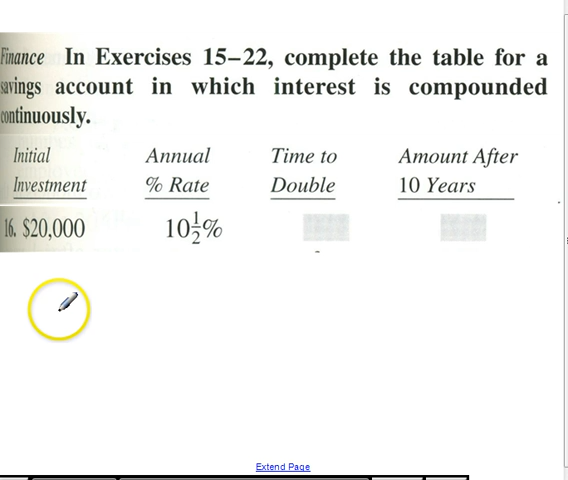 Finance In Exercises 15–22, complete the table for a
savings account in which interest is compounded
continuously.
Initial Annual Time to Amount After
Investment % Rate Double 10 Years
16. $20,000 10½%
Extend Page